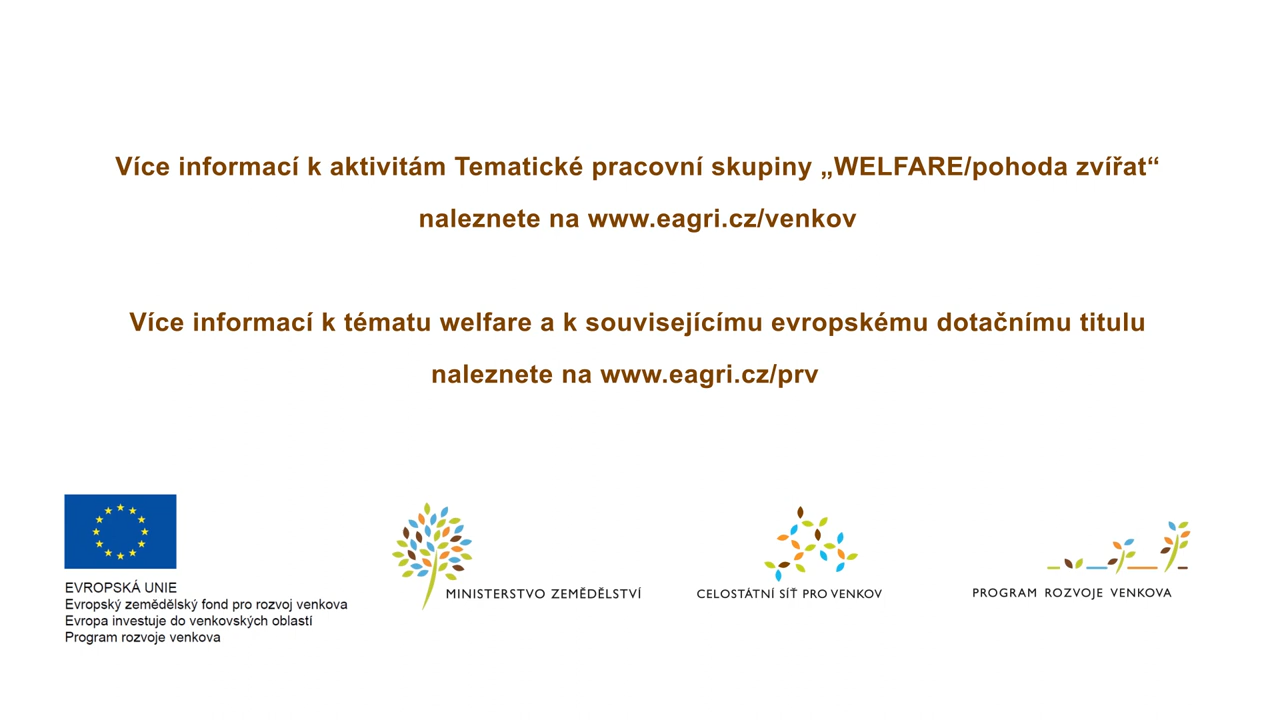 Více informací k aktivitám Tematické pracovní skupiny „WELFARE/pohoda zvířat“
naleznete na www.eagri.cz/venkov
Více informací k tématu welfare a k souvisejícímu evropskému dotačnímu titulu
naleznete na www.eagri.cz/prv
EVROPSKÁ UNIE
Evropský zemědělský fond pro rozvoj venkova
Evropa investuje do venkovských oblastí
Program rozvoje venkova
MINISTERSTVO ZEMĚDĚLSTVÍ
CELOSTÁTNÍ SÍŤ PRO VENKOV
PROGRAM ROZVOJE VENKOVA